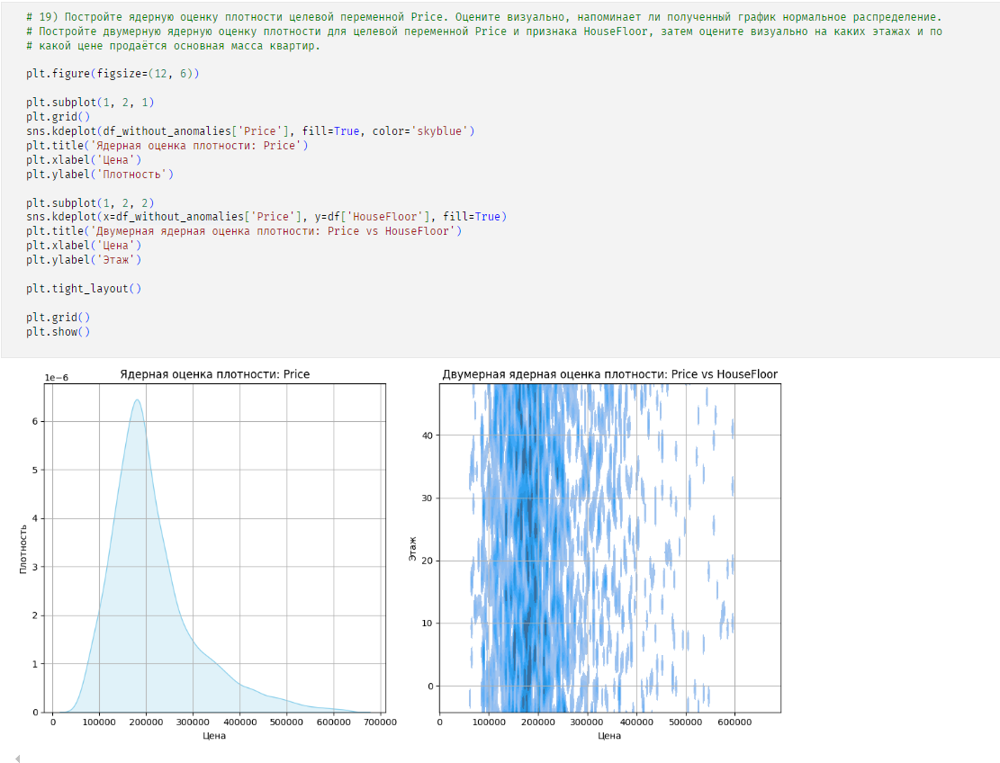 # 19) Постройте ядерную оценку плотности целевой переменной Price. Оцените визуально, напоминает ли полученный график нормальное распределение.
# Постройте двумерную ядерную оценку плотности для целевой переменной Price и признака HouseFloor, затем оцените визуально на каких этажах и по
# какой цене продаётся основная масса квартир.
plt.figure(figsize=(12, 6))
plt.subplot(1, 2, 1)
plt.grid()
sns.kdeplot(df_without_anomalies['Price'], fill=True, color='skyblue')
plt.title('Ядерная оценка плотности: Price')
plt.xlabel('Цена')
plt.ylabel('Плотность')
plt.subplot(1, 2, 2)
sns.kdeplot(x=df_without_anomalies['Price'], y=df['HouseFloor'], fill=True)
plt.title('Двумерная ядерная оценка плотности: Price vs HouseFloor')
plt.xlabel('Цена')
plt.ylabel('Этаж')
plt.tight_layout()
plt.grid()
plt.show()
Ядерная оценка плотности: Price
1e−6
6
5
4
3
2
1
0
Плотность
0 100000 200000 300000 400000 500000 600000 700000
Цена
Двумерная ядерная оценка плотности: Price vs HouseFloor
40
30
20
10
0
Этаж
0 100000 200000 300000 400000 500000 600000
Цена